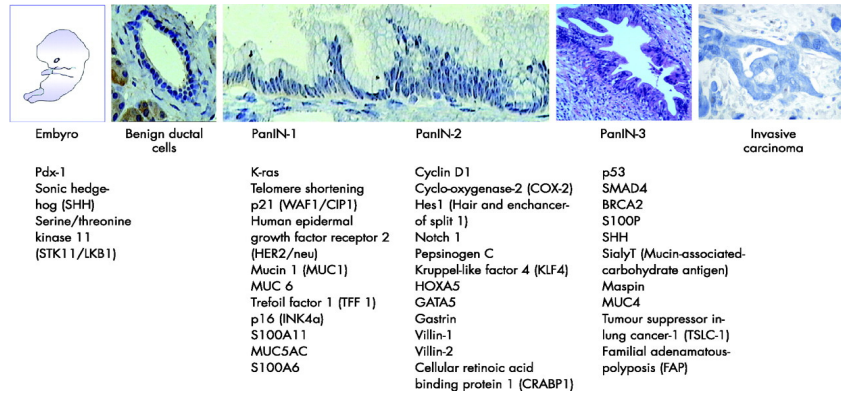 Embyro
Benign ductal
cells
PanIN-1
PanIN-2
PanIN-3
Invasive
carcinoma
Pdx-1
Sonic hedge-
hog (SHH)
Serine/threonine
kinase 11
(STK11/LKB1)
K-ras
Telomere shortening
p21 (WAF1/CIP1)
Human epidermal
growth factor receptor 2
(HER2/neu)
Mucin 1 (MUC1)
MUC 6
Trefoil factor 1 (TFF 1)
p16 (INK4a)
S100A11
MUC5AC
S100A6
Cyclin D1
Cyclo-oxygenase-2 (COX-2)
Hes1 (Hair and enchancer-
of split 1)
Notch 1
Pepsinogen C
Kruppel-like factor 4 (KLF4)
HOXA5
GATA5
Gastrin
Villin-1
Villin-2
Cellular retinoic acid
binding protein 1 (CRABP1)
p53
SMAD4
BRCA2
S100P
SHH
SialyT (Mucin-associated-
carbohydrate antigen)
Maspin
MUC4
Tumour suppressor in-
lung cancer-1 (TSLC-1)
Familial adenamatous-
polyposis (FAP)